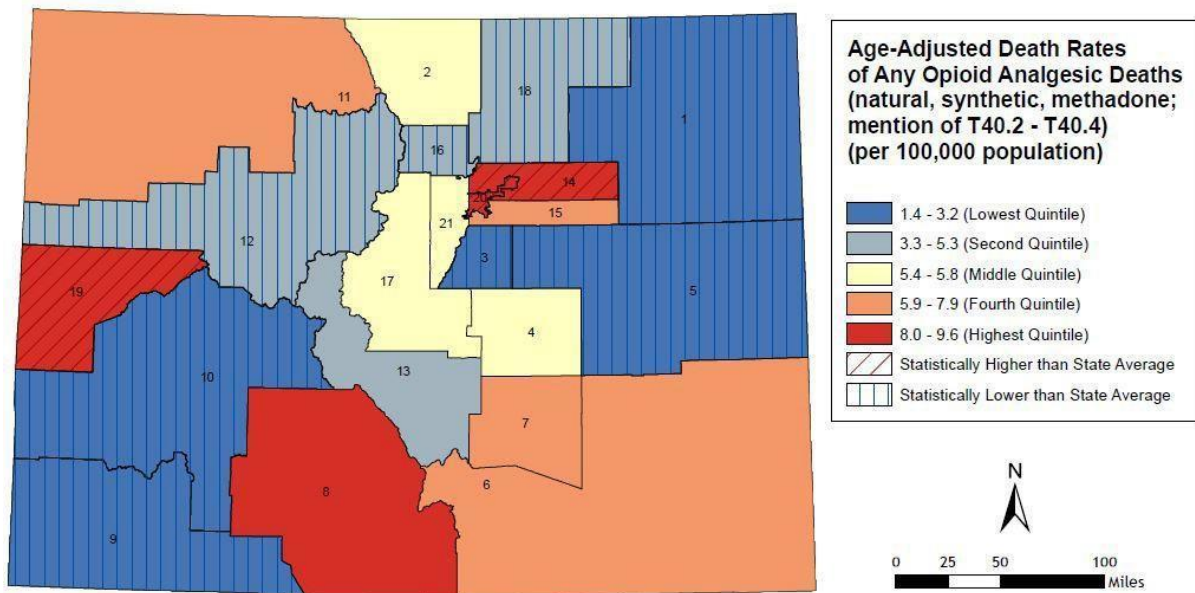 2
18
11
1
16
14
20
15
21
12
3
17
5
19
4
10
13
7
6
8
9
Age-Adjusted Death Rates
of Any Opioid Analgesic Deaths
(natural, synthetic, methadone;
mention of T40.2 - T40.4)
(per 100,000 population)
1.4 - 3.2 (Lowest Quintile)
3.3 - 5.3 (Second Quintile)
5.4 - 5.8 (Middle Quintile)
5.9 - 7.9 (Fourth Quintile)
8.0 - 9.6 (Highest Quintile)
Statistically Higher than State Average
Statistically Lower than State Average
N
0 25 50 100
Miles